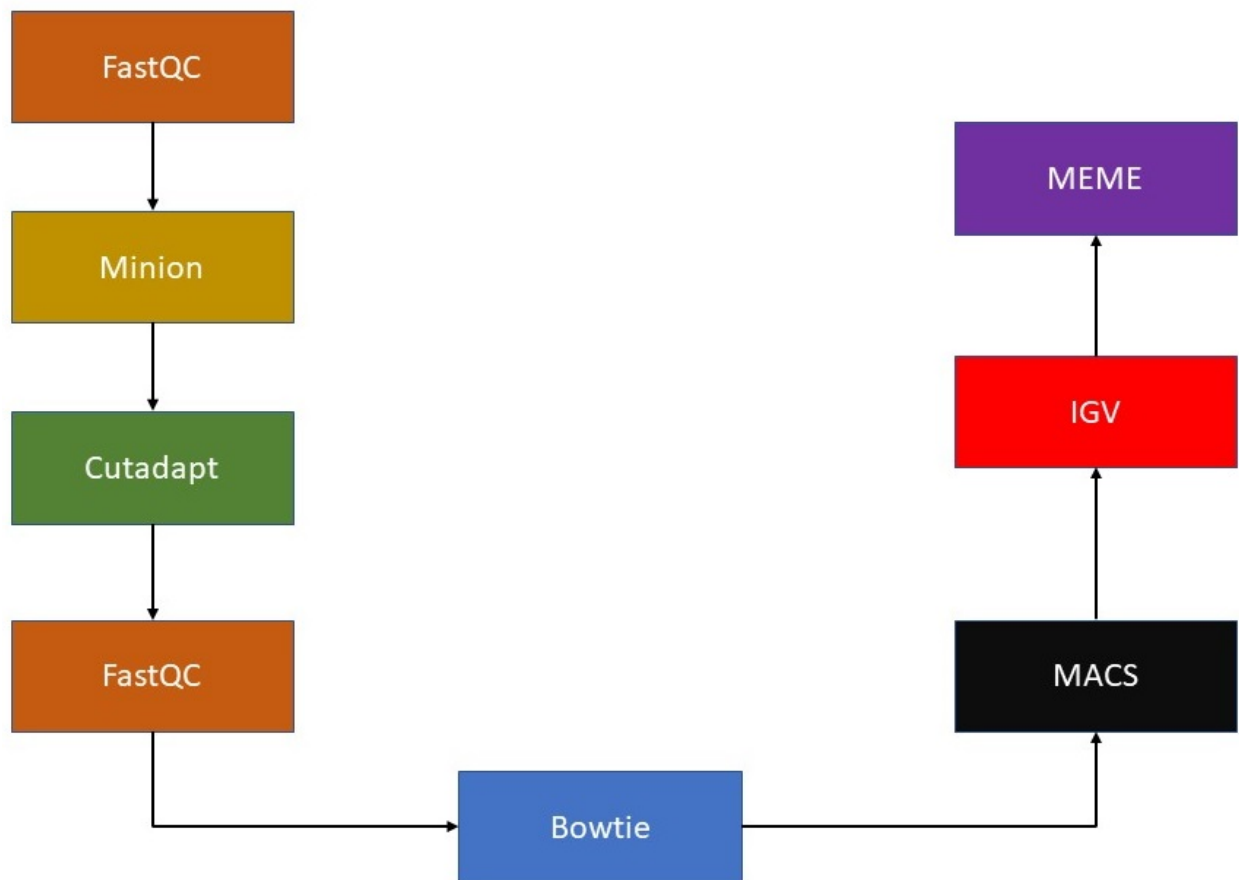 FastQC
Minion
Cutadapt
FastQC
Bowtie
MACS
IGV
MEME